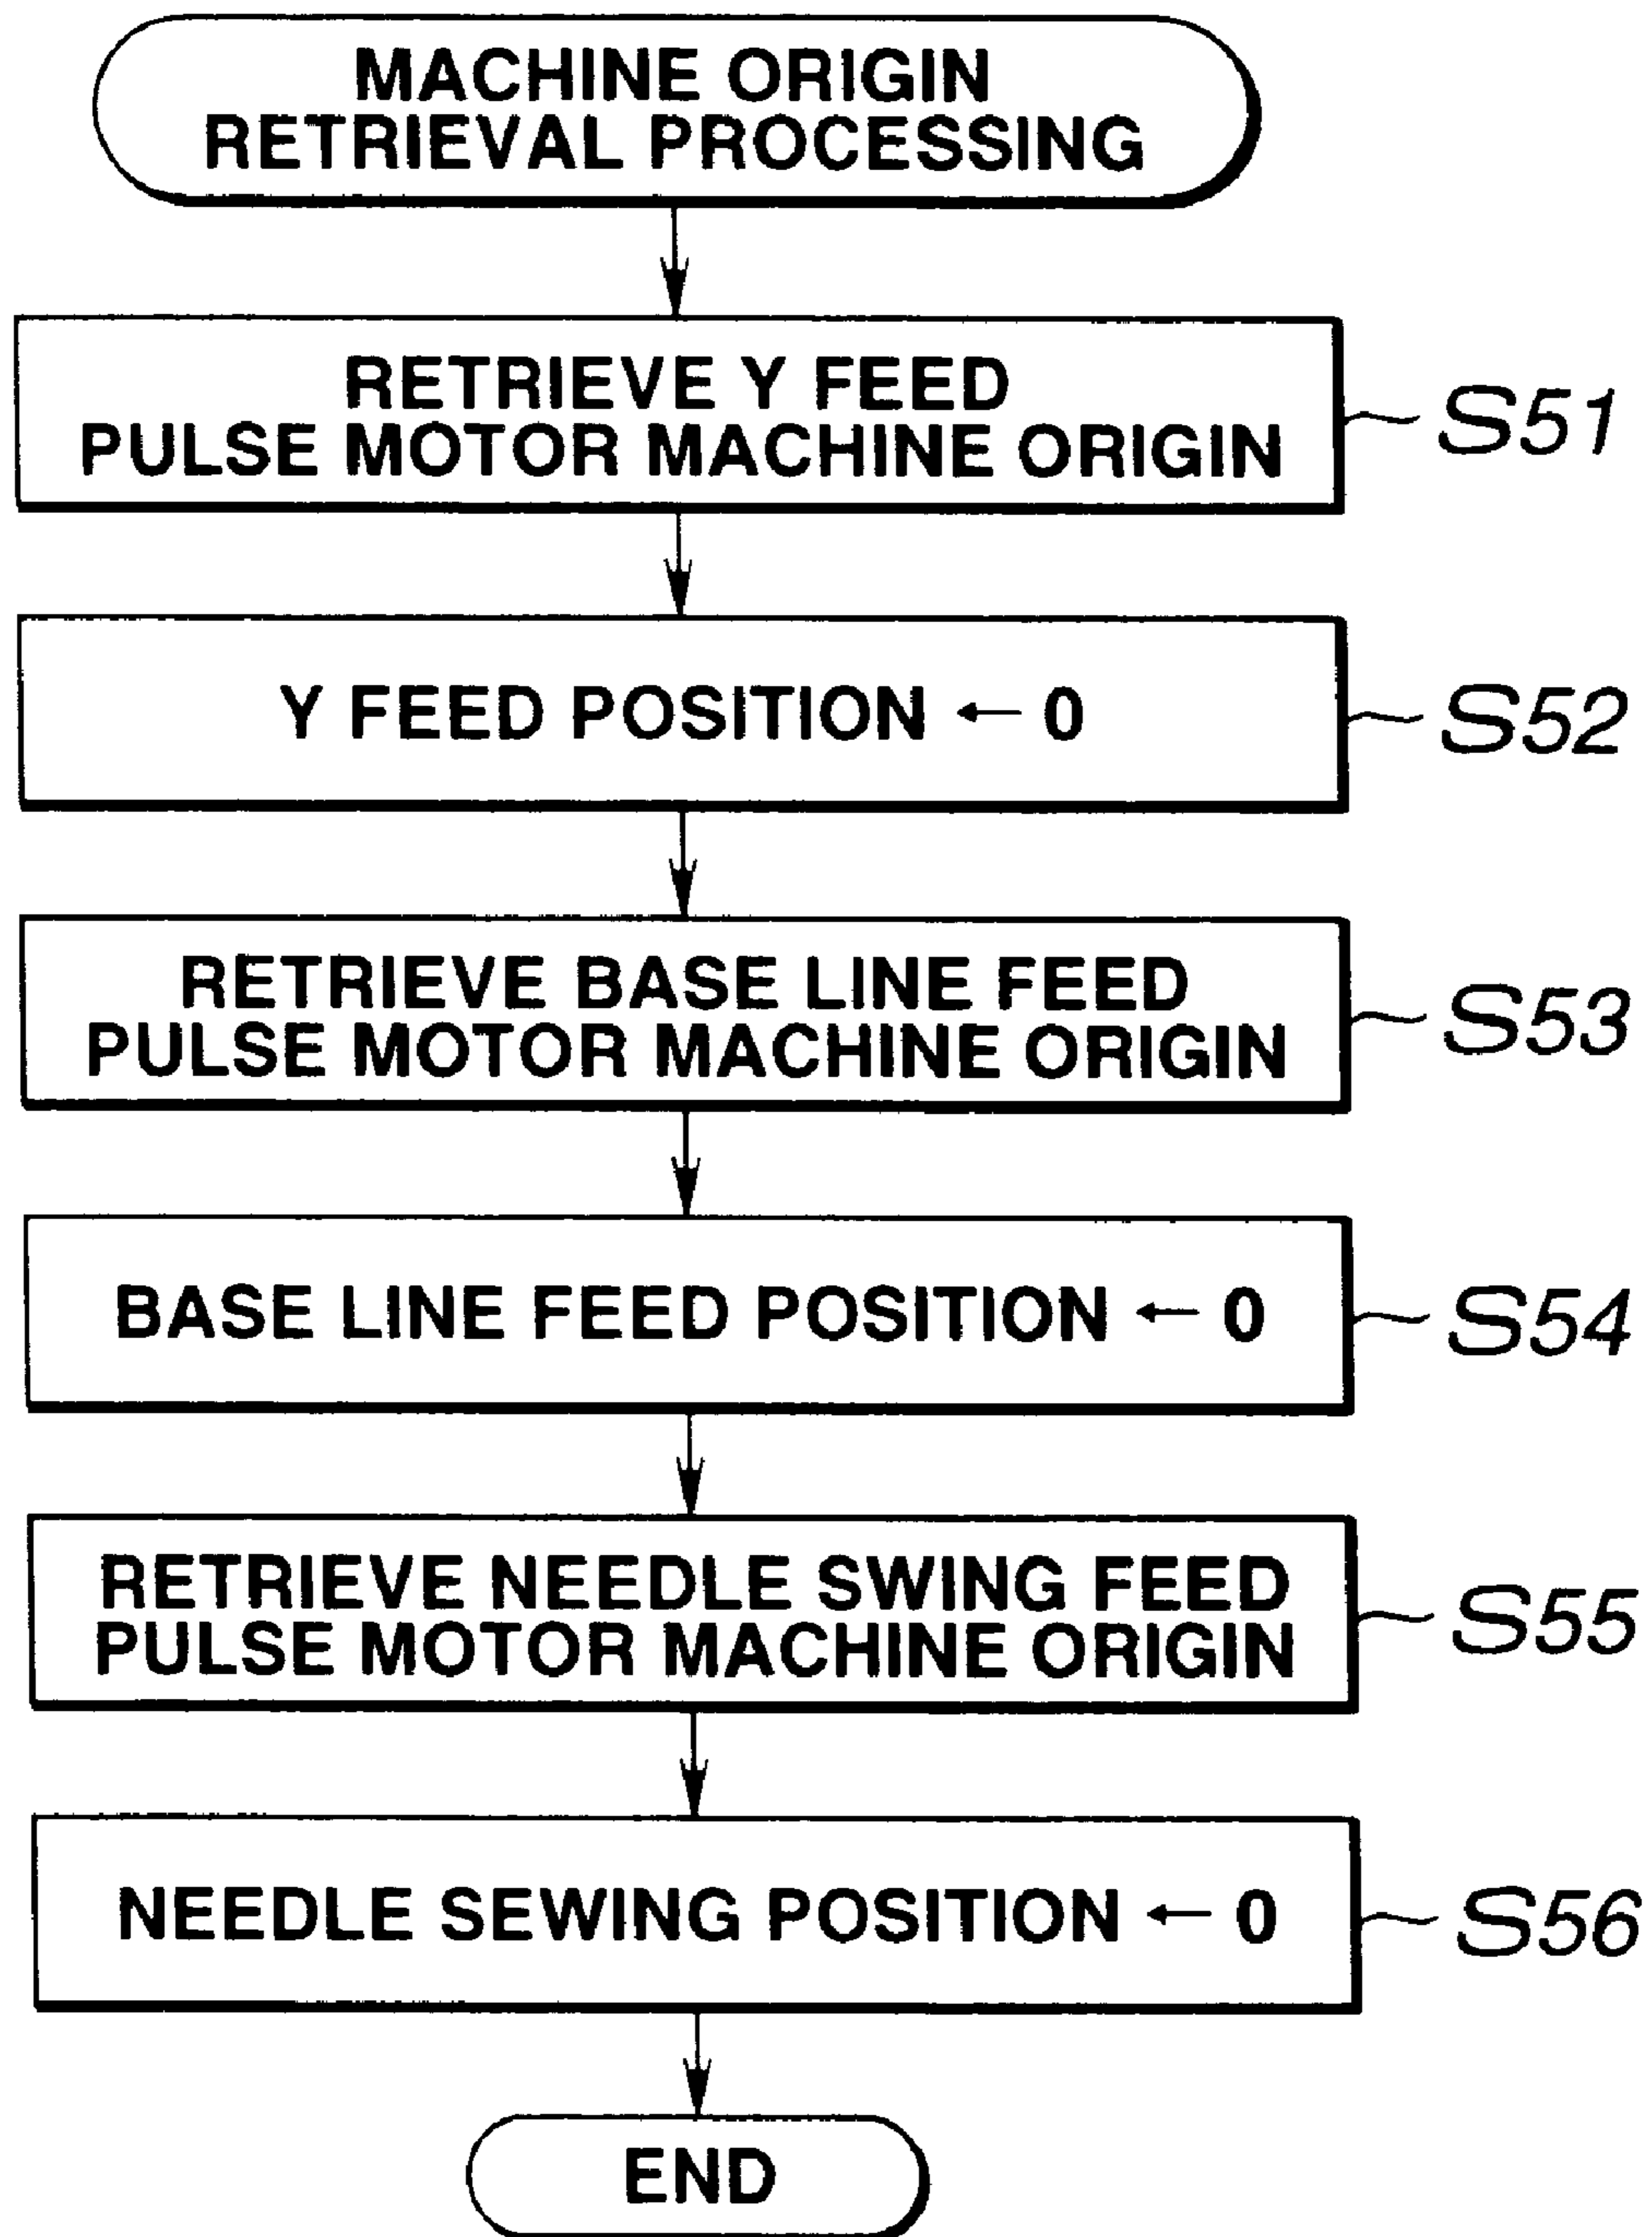 MACHINE ORIGIN
RETRIEVAL PROCESSING
RETRIEVE Y FEED
PULSE MOTOR MACHINE ORIGIN
S51
Y FEED POSITION ← 0
S52
RETRIEVE BASE LINE FEED
PULSE MOTOR MACHINE ORIGIN
S53
BASE LINE FEED POSITION ← 0
S54
RETRIEVE NEEDLE SWING FEED
PULSE MOTOR MACHINE ORIGIN
S55
NEEDLE SEWING POSITION ← 0
S56
END